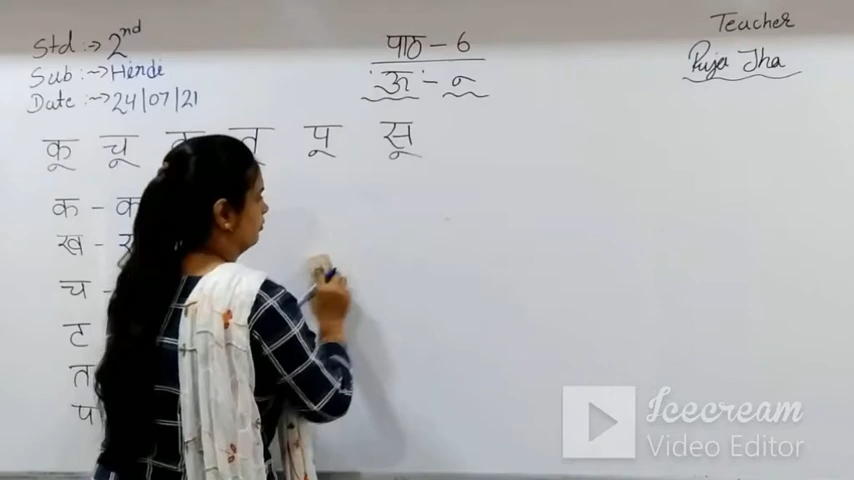 Std :-> 2nd
Sub :-> Hindi
Date :-> 24/07/21
पाठ - 6
ऊ - ू
Teacher
Puja Jha
कू चू तू पू सू
क -
ख -
च -
ट
त
प
Icecream
Video Editor